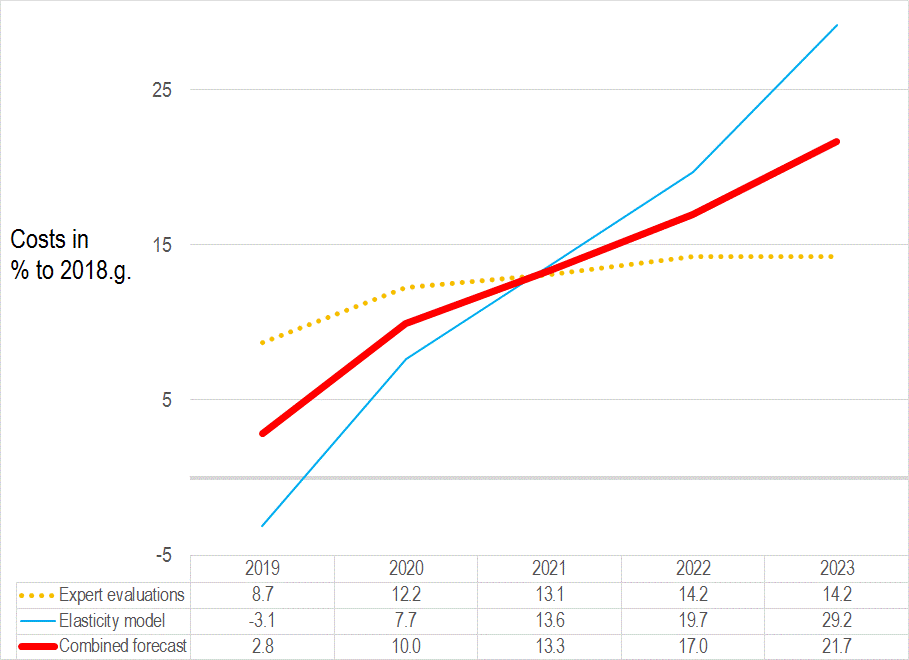 25
15
Costs in
% to 2018.g.
5
-5
2019 2020 2021 2022 2023
Expert evaluations 8.7 12.2 13.1 14.2 14.2
Elasticity model -3.1 7.7 13.6 19.7 29.2
Combined forecast 2.8 10.0 13.3 17.0 21.7